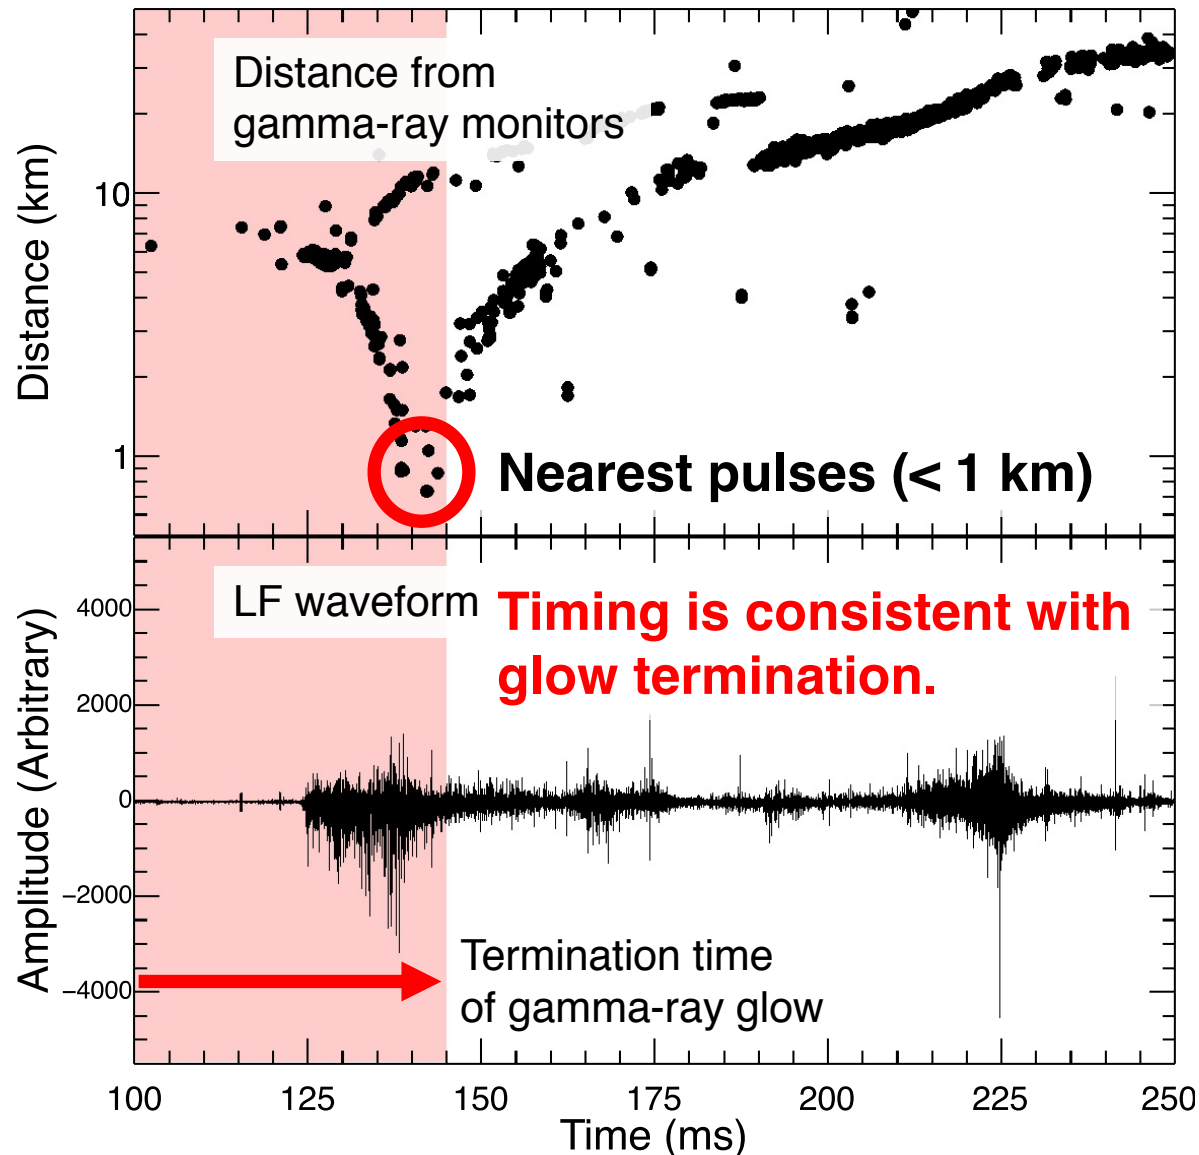 Distance from
gamma-ray monitors
Distance (km)
10
1
Nearest pulses (< 1 km)
LF waveform
Timing is consistent with
glow termination.
Amplitude (Arbitrary)
4000
2000
0
−2000
−4000
Termination time
of gamma-ray glow
100 125 150 175 200 225 250
Time (ms)